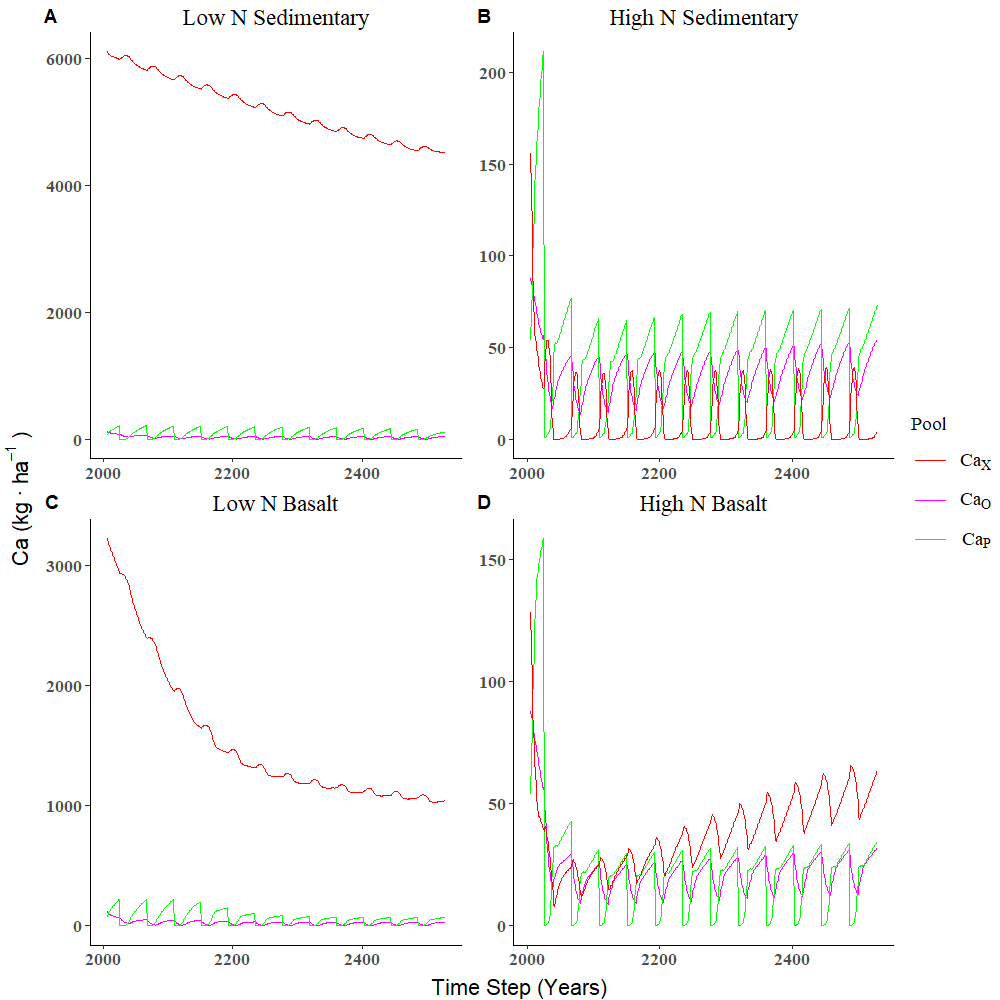 A Low N Sedimentary
B High N Sedimentary
6000
4000
2000
0
2000 2200 2400
200
150
100
50
0
2000 2200 2400
C Low N Basalt
D High N Basalt
3000
2000
1000
0
2000 2200 2400
150
100
50
0
2000 2200 2400
Ca (kg · ha⁻¹ )
Time Step (Years)
Pool
CaX
CaO
CaP